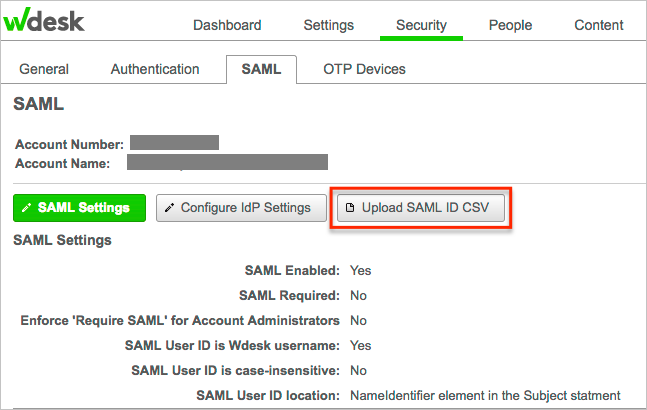 wdesk
Dashboard Settings Security People Content
General Authentication SAML OTP Devices
SAML
Account Number:
Account Name:
SAML Settings Configure IdP Settings Upload SAML ID CSV
SAML Settings
SAML Enabled: Yes
SAML Required: No
Enforce 'Require SAML' for Account Administrators No
SAML User ID is Wdesk username: Yes
SAML User ID is case-insensitive: No
SAML User ID location: NameIdentifier element in the Subject statment